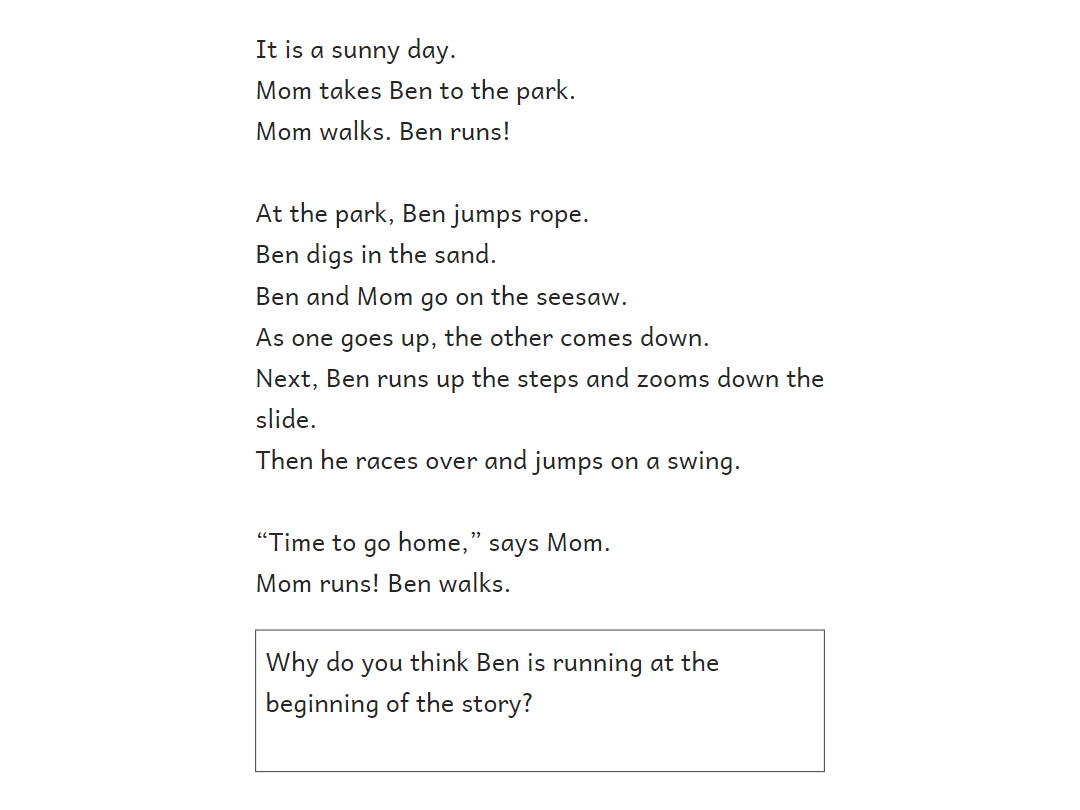 It is a sunny day.
Mom takes Ben to the park.
Mom walks. Ben runs!
At the park, Ben jumps rope.
Ben digs in the sand.
Ben and Mom go on the seesaw.
As one goes up, the other comes down.
Next, Ben runs up the steps and zooms down the
slide.
Then he races over and jumps on a swing.
“Time to go home,” says Mom.
Mom runs! Ben walks.
Why do you think Ben is running at the
beginning of the story?